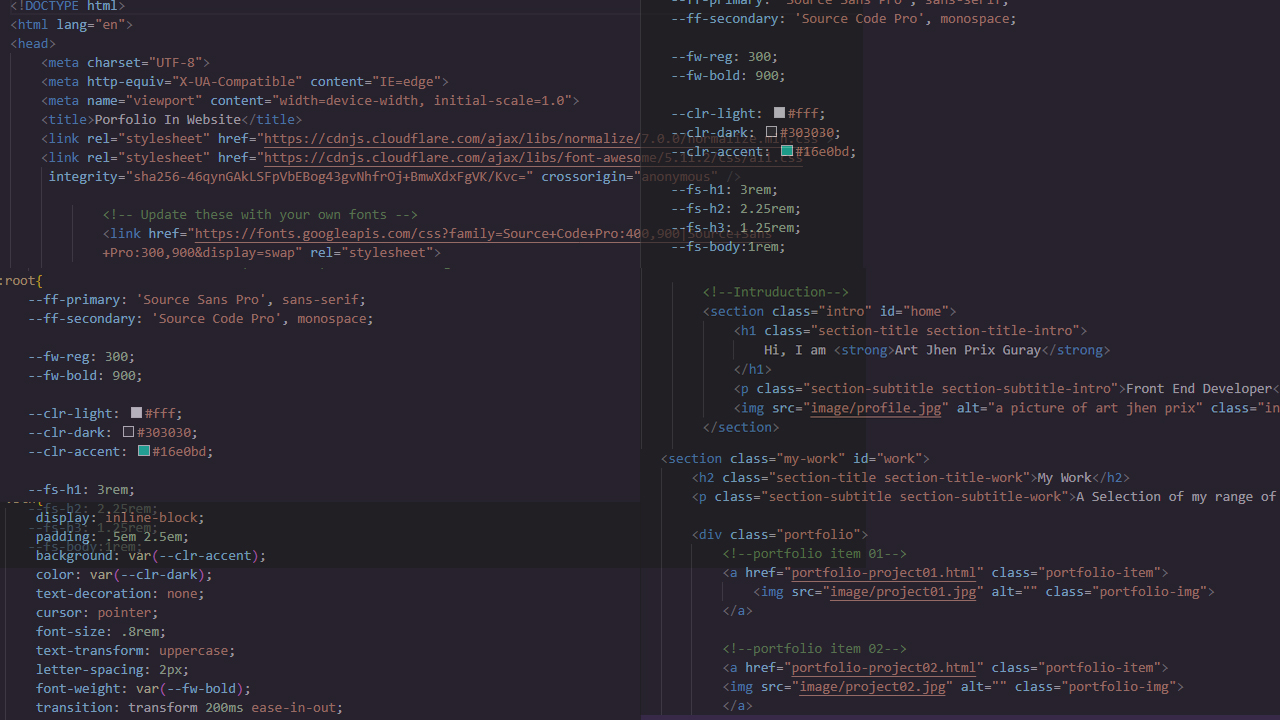 <!DOCTYPE html>
<html lang="en">
<head>
<meta charset="UTF-8">
<meta http-equiv="X-UA-Compatible" content="IE=edge">
<meta name="viewport" content="width=device-width, initial-scale=1.0">
<title>Porfolio In Website</title>
<link rel="stylesheet" href="https://cdnjs.cloudflare.com/ajax/libs/normalize/7.0.0/normalize.min.css">
<link rel="stylesheet" href="https://cdnjs.cloudflare.com/ajax/libs/font-awesome/5.11.2/css/all.css"
integrity="sha256-46qynGAkLSFpVbEBog43gvNhfrOj+BmwXdxFgVK/Kvc=" crossorigin="anonymous" />
<!-- Update these with your own fonts -->
<link href="https://fonts.googleapis.com/css?family=Source+Code+Pro:400,900|Source+Sans
+Pro:300,900&display=swap" rel="stylesheet">
:root{
--ff-primary: 'Source Sans Pro', sans-serif;
--ff-secondary: 'Source Code Pro', monospace;
--fw-reg: 300;
--fw-bold: 900;
--clr-light: #fff;
--clr-dark: #303030;
--clr-accent: #16e0bd;
--fs-h1: 3rem;
--fs-h2: 2.25rem;
display: inline-block;
--fs-h3: 1.25rem;
padding: .5em 2.5em;
--fs-body:1rem;
background: var(--clr-accent);
color: var(--clr-dark);
text-decoration: none;
cursor: pointer;
font-size: .8rem;
text-transform: uppercase;
letter-spacing: 2px;
font-weight: var(--fw-bold);
transition: transform 200ms ease-in-out;
--ff-primary: 'Source Sans Pro', sans-serif;
--ff-secondary: 'Source Code Pro', monospace;
--fw-reg: 300;
--fw-bold: 900;
--clr-light: #fff;
--clr-dark: #303030;
--clr-accent: #16e0bd;
--fs-h1: 3rem;
--fs-h2: 2.25rem;
--fs-h3: 1.25rem;
--fs-body:1rem;
<!--Intruduction-->
<section class="intro" id="home">
<h1 class="section-title section-title-intro">
Hi, I am <strong>Art Jhen Prix Guray</strong>
</h1>
<p class="section-subtitle section-subtitle-intro">Front End Developer<
<img src="image/profile.jpg" alt="a picture of art jhen prix" class="in
</section>
<section class="my-work" id="work">
<h2 class="section-title section-title-work">My Work</h2>
<p class="section-subtitle section-subtitle-work">A Selection of my range of
<div class="portfolio">
<!--portfolio item 01-->
<a href="portfolio-project01.html" class="portfolio-item">
<img src="image/project01.jpg" alt="" class="portfolio-img">
</a>
<!--portfolio item 02-->
<a href="portfolio-project02.html" class="portfolio-item">
<img src="image/project02.jpg" alt="" class="portfolio-img">
</a>